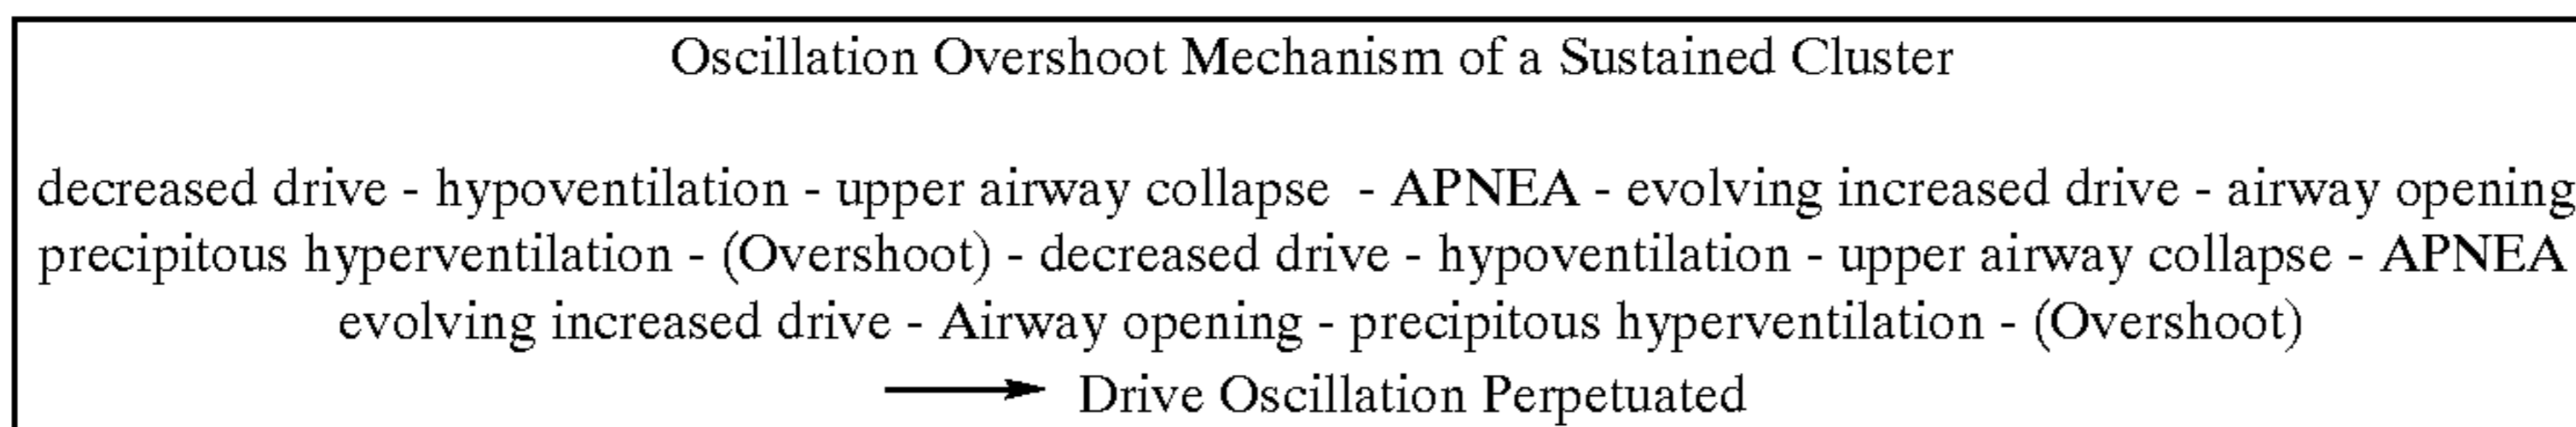 Oscillation Overshoot Mechanism of a Sustained Cluster
decreased drive - hypoventilation - upper airway collapse - APNEA - evolving increased drive - airway opening
precipitous hyperventilation - (Overshoot) - decreased drive - hypoventilation - upper airway collapse - APNEA
evolving increased drive - Airway opening - precipitous hyperventilation - (Overshoot)
Drive Oscillation Perpetuated